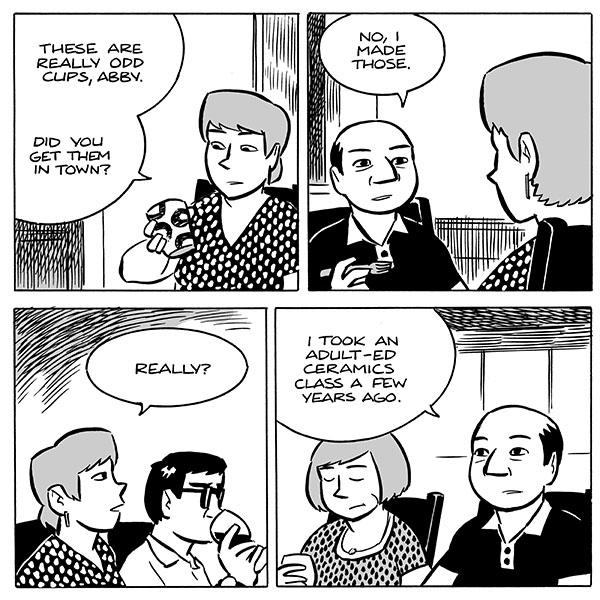 THESE ARE
REALLY ODD
CUPS, ABBY.
DID YOU
GET THEM
IN TOWN?
NO, I
MADE
THOSE.
REALLY?
I TOOK AN
ADULT-ED
CERAMICS
CLASS A FEW
YEARS AGO.